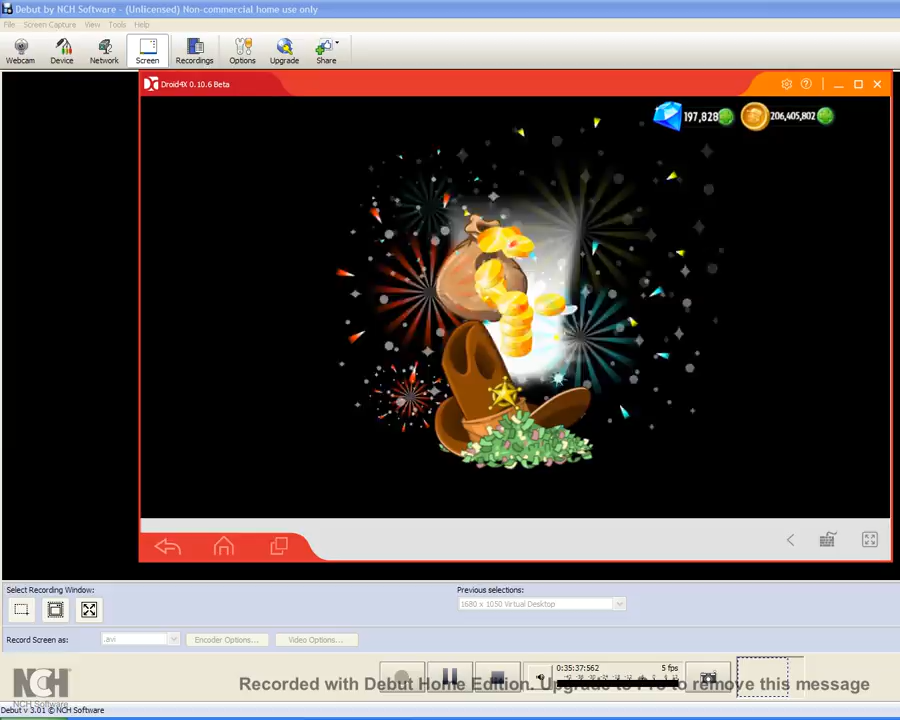 Debut by NCH Software - (Unlicensed) Non-commercial home use only
File Screen Capture View Tools Help
Webcam Device Network Screen Recordings Options Upgrade Share
Droid4X 0.10.6 Beta
197,828 206,405,802
Select Recording Window:
Previous selections:
1680 x 1050 Virtual Desktop
Record Screen as: .avi Encoder Options... Video Options...
0:35:37:562 5 fps
NCH
NCH Software
Recorded with Debut Home Edition. Upgrade to Pro to remove this message
Debut v 3.01 © NCH Software